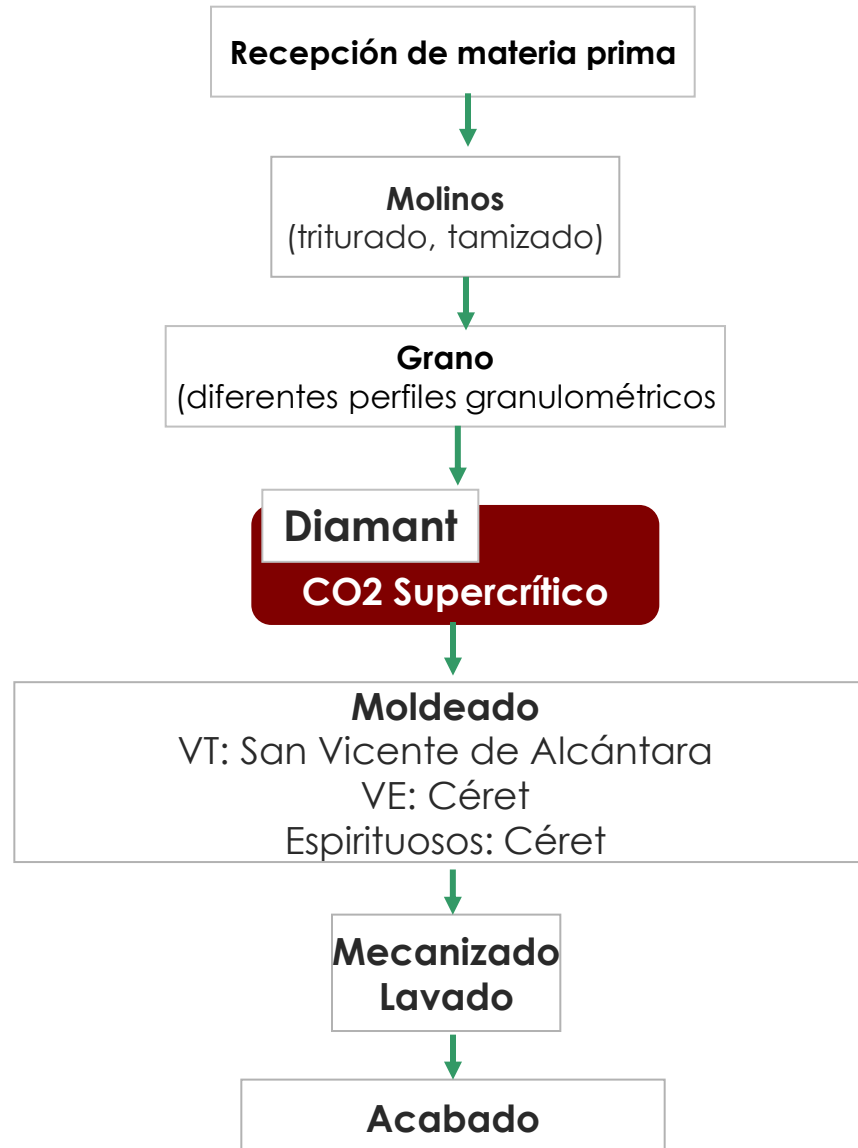 Recepción de materia prima
Molinos
(triturado, tamizado)
Grano
(diferentes perfiles granulométricos
Diamant
CO2 Supercrítico
Moldeado
VT: San Vicente de Alcántara
VE: Céret
Espirituosos: Céret
Mecanizado
Lavado
Acabado